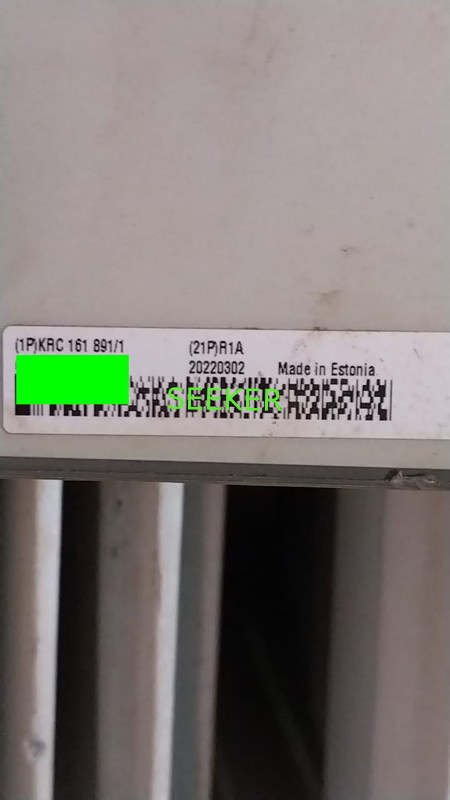 (1P)KRC 161 891/1 (21P)R1A
20220302 Made in Estonia
SEEKER